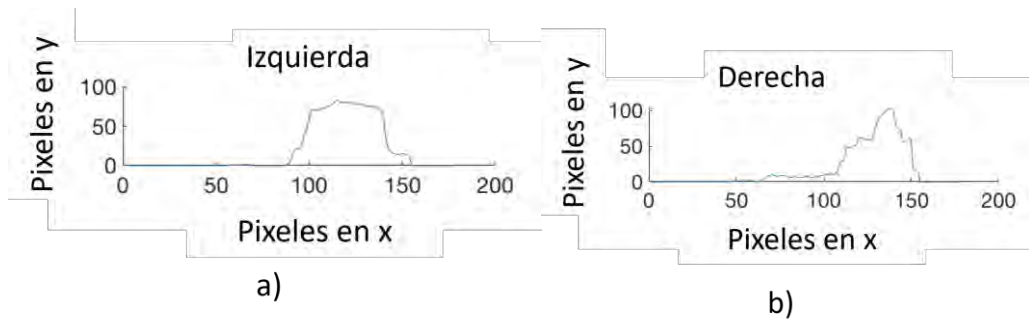 Izquierda
Pixeles en y
100
50
0
0 50 100 150 200
Pixeles en x
a)
Derecha
Pixeles en y
100
50
0
0 50 100 150 200
Pixeles en x
b)